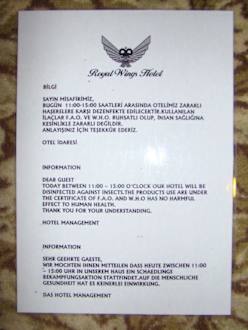 Royal Wings Hotel
BİLGİ
SAYIN MİSAFİRİMİZ,
BUGÜN 11:00-15:00 SAATLERİ ARASINDA OTELİMİZ ZARARLI
HAŞERELERE KARŞI DEZENFEKTE EDİLECEKTİR.KULLANILAN
İLAÇLAR F.A.O. VE W.H.O. RUHSATLI OLUP, İNSAN SAĞLIĞINA
KESİNLİKLE ZARARLI DEĞİLDİR.
ANLAYIŞINIZ İÇİN TEŞEKKÜR EDERİZ.
OTEL İDARESİ
INFORMATION
DEAR GUEST
TODAY BETWEEN 11:00 - 15:00 O'CLOCK OUR HOTEL WILL BE
DISINFECTED AGAINST INSECTS.THE PRODUCTS USE ARE UNDER
THE CERTIFICATE OF F.A.O. AND W.H.O HAS NO HARMFUL
EFFECT TO HUMAN HEALTH.
THANK YOU FOR YOUR UNDERSTANDING.
HOTEL MANAGEMENT
INFORMATION
SEHR GEEHRTE GAESTE,
WIR MOCHTEN IHNEN MITTEILEN DASS HEUTE ZWISCHEN 11:00
- 15:00 UHR IN UNSEREM HAUS EIN SCHAEDLINGS
BEKAMPFUNGSAKTION STATTFINDET.AUF DIE MENSCHLICHE
GESUNDHEIT HAT ES KEINERLEI EINWIRKUNG.
DAS HOTEL MANAGEMENT